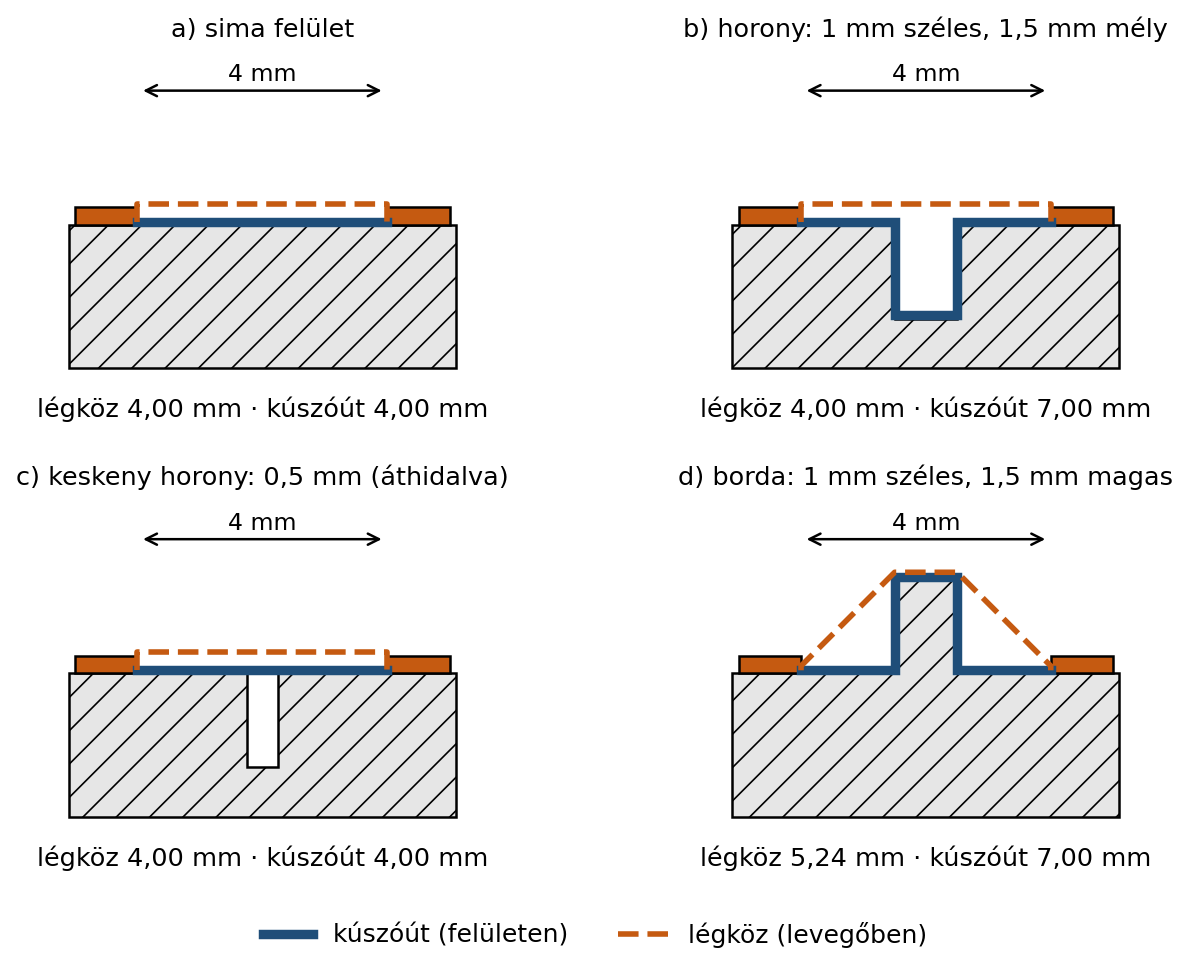 a) sima felület
4 mm
légköz 4,00 mm · kúszóút 4,00 mm
b) horony: 1 mm széles, 1,5 mm mély
4 mm
légköz 4,00 mm · kúszóút 7,00 mm
c) keskeny horony: 0,5 mm (áthidalva)
4 mm
légköz 4,00 mm · kúszóút 4,00 mm
d) borda: 1 mm széles, 1,5 mm magas
4 mm
légköz 5,24 mm · kúszóút 7,00 mm
kúszóút (felületen)
légköz (levegőben)